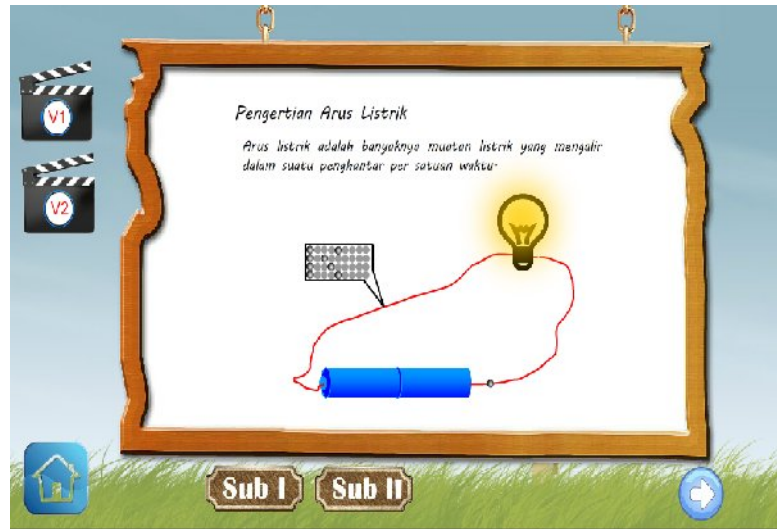 V1
V2
Pengertian Arus Listrik
Arus listrik adalah banyaknya muatan listrik yang mengalir
dalam suatu penghantar per satuan waktu.
Sub I
Sub II